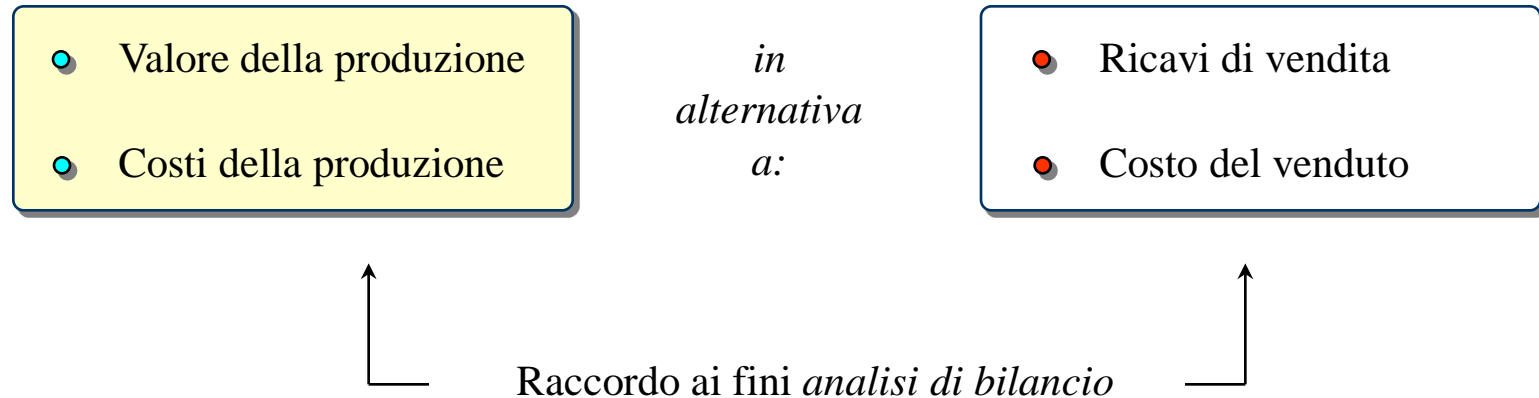 Valore della produzione
Costi della produzione
in
alternativa
a:
Ricavi di vendita
Costo del venduto
Raccordo ai fini analisi di bilancio